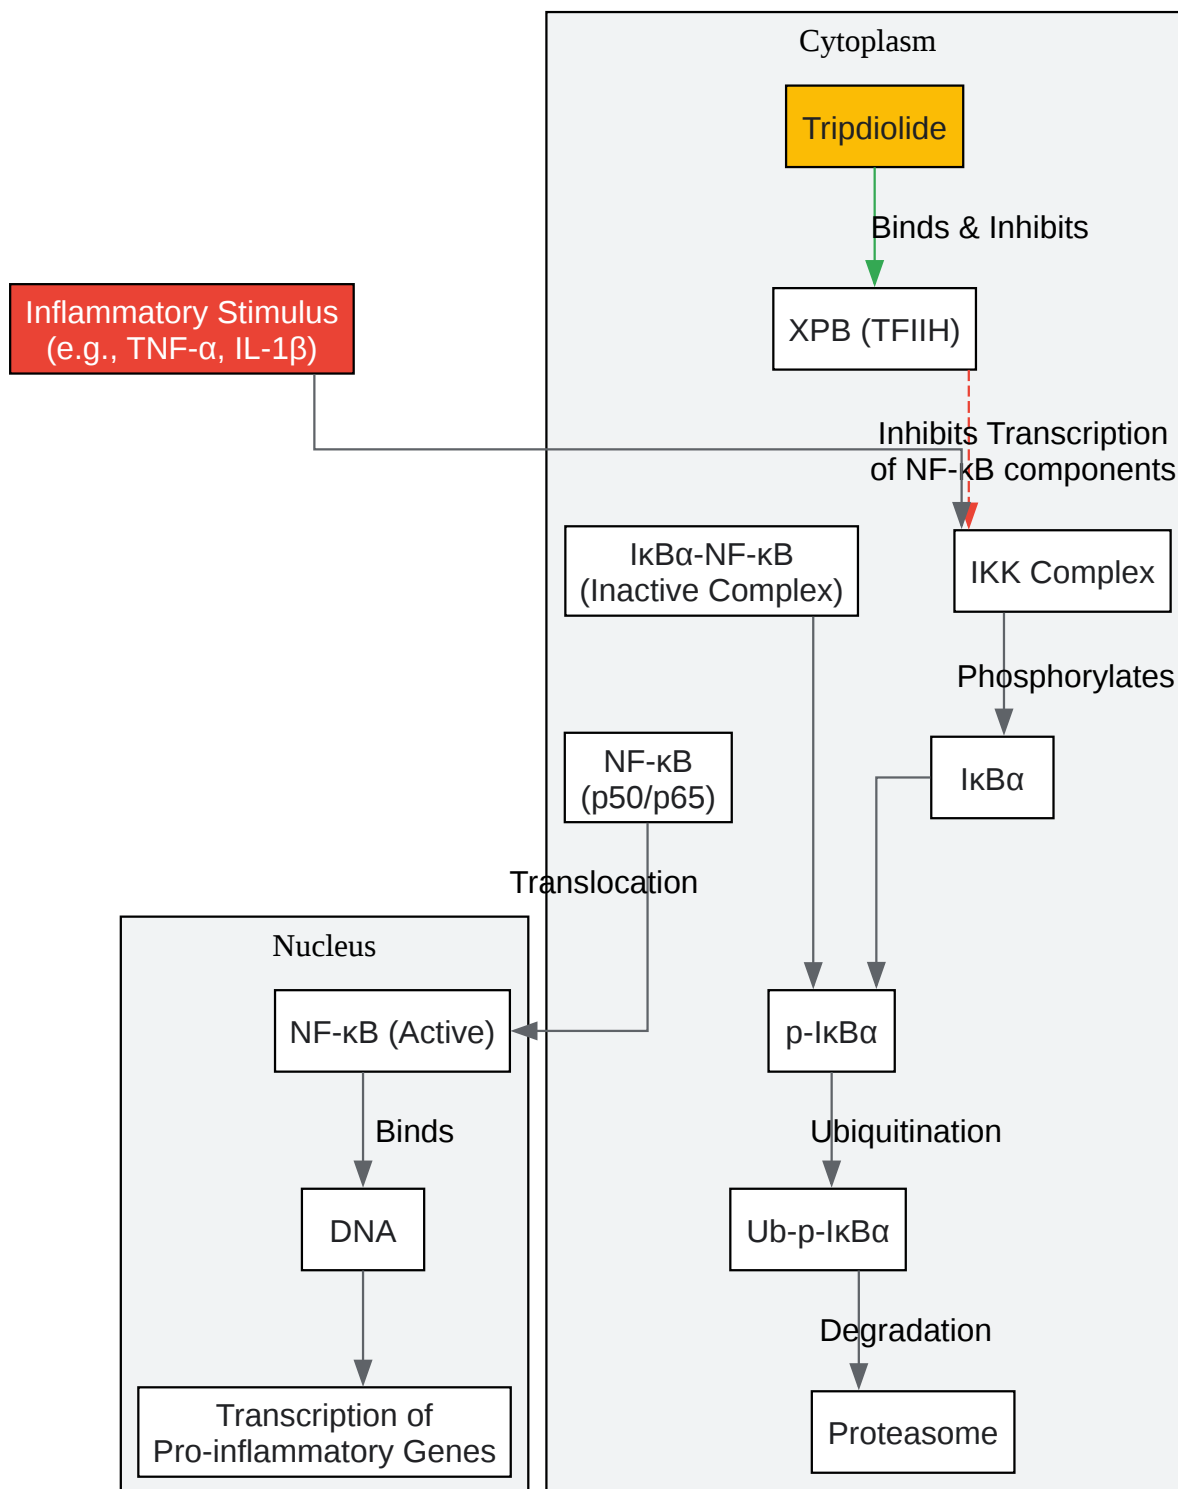 Cytoplasm
Tripdiolide
Binds & Inhibits
Inflammatory Stimulus
(e.g., TNF-α, IL-1β)
XPB (TFIIH)
Inhibits Transcription
of NF-κB components
IκBα-NF-κB
(Inactive Complex)
IKK Complex
Phosphorylates
NF-κB
(p50/p65)
IκBα
Translocation
Nucleus
NF-κB (Active)
p-IκBα
Binds
Ubiquitination
DNA
Ub-p-IκBα
Degradation
Transcription of
Pro-inflammatory Genes
Proteasome